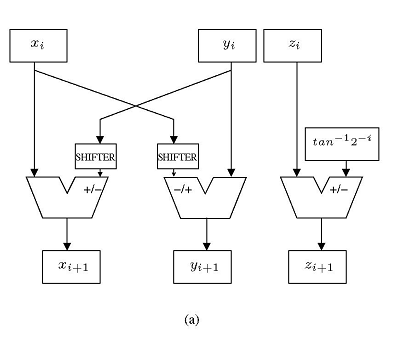 x_i y_i z_i
tan^{-1}2^{-i}
SHIFTER SHIFTER
+/− −/+ +/−
x_{i+1} y_{i+1} z_{i+1}
(a)